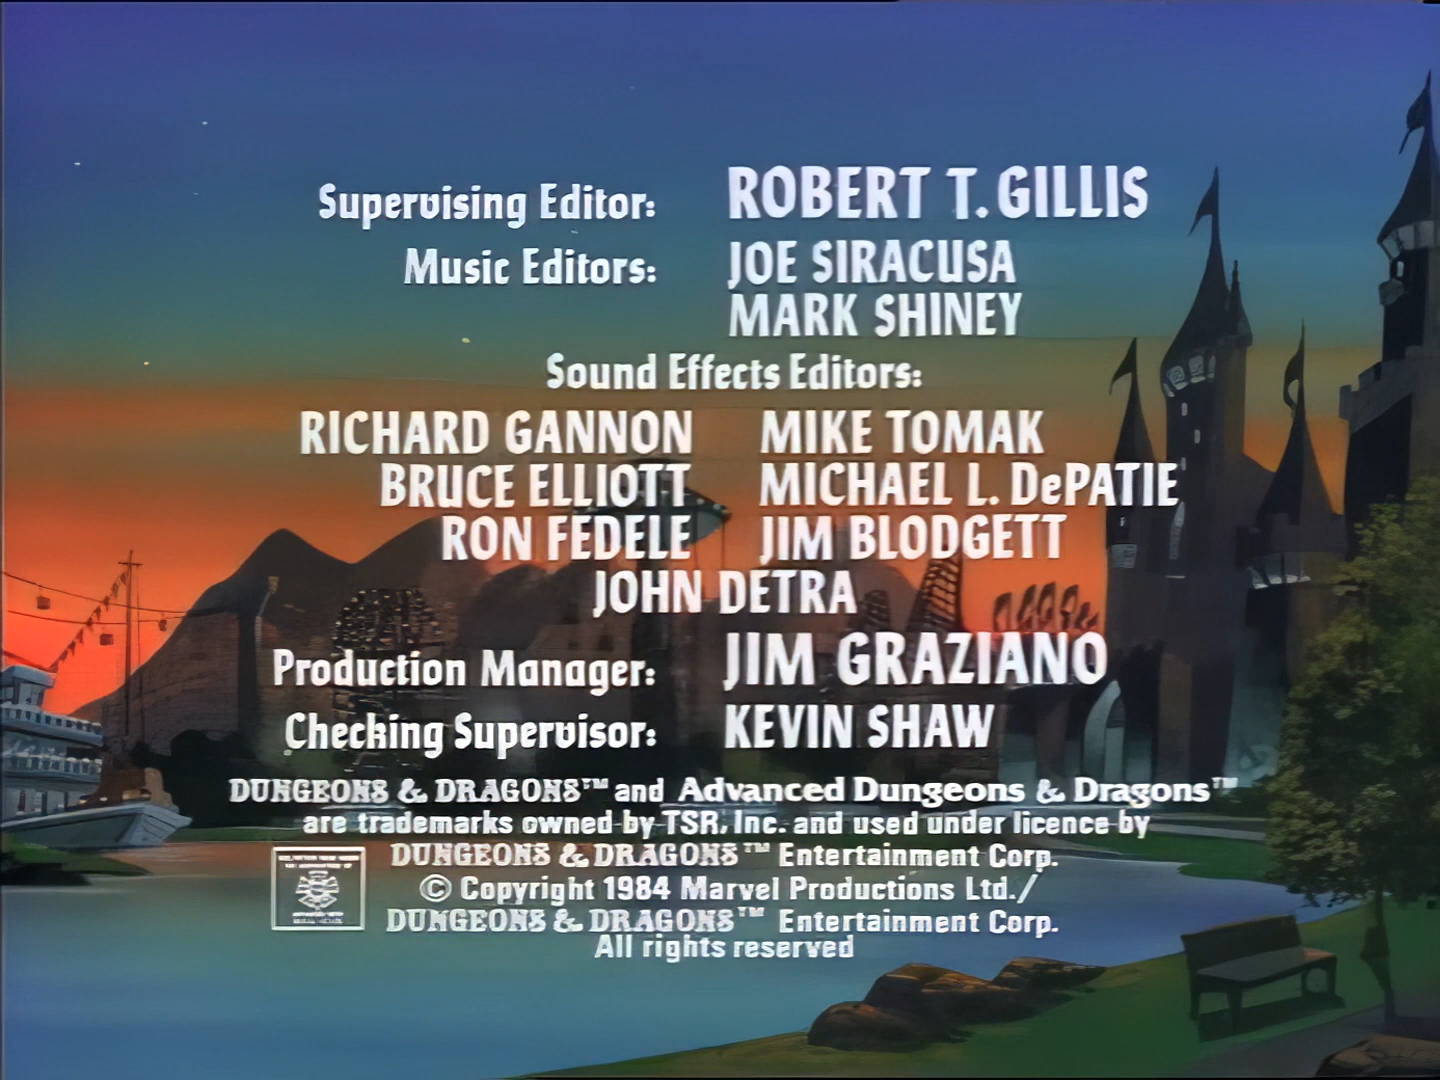 Supervising Editor: ROBERT T. GILLIS
Music Editors: JOE SIRACUSA
MARK SHINEY
Sound Effects Editors:
RICHARD GANNON MIKE TOMAK
BRUCE ELLIOTT MICHAEL L. DePATIE
RON FEDELE JIM BLODGETT
JOHN DETRA
Production Manager: JIM GRAZIANO
Checking Supervisor: KEVIN SHAW
DUNGEONS & DRAGONS™ and Advanced Dungeons & Dragons™
are trademarks owned by TSR, Inc. and used under licence by
DUNGEONS & DRAGONS™ Entertainment Corp.
© Copyright 1984 Marvel Productions Ltd./
DUNGEONS & DRAGONS™ Entertainment Corp.
All rights reserved